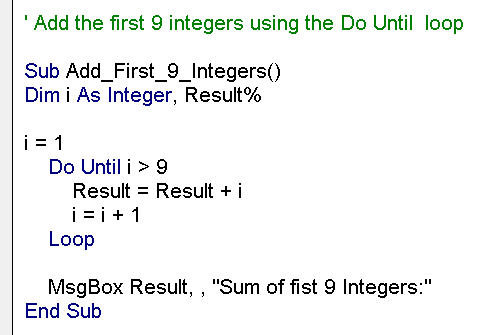 ' Add the first 9 integers using the Do Until  loop
Sub Add_First_9_Integers()
Dim i As Integer, Result%
i = 1
Do Until i > 9
Result = Result + i
i = i + 1
Loop
MsgBox Result, , "Sum of fist 9 Integers:"
End Sub